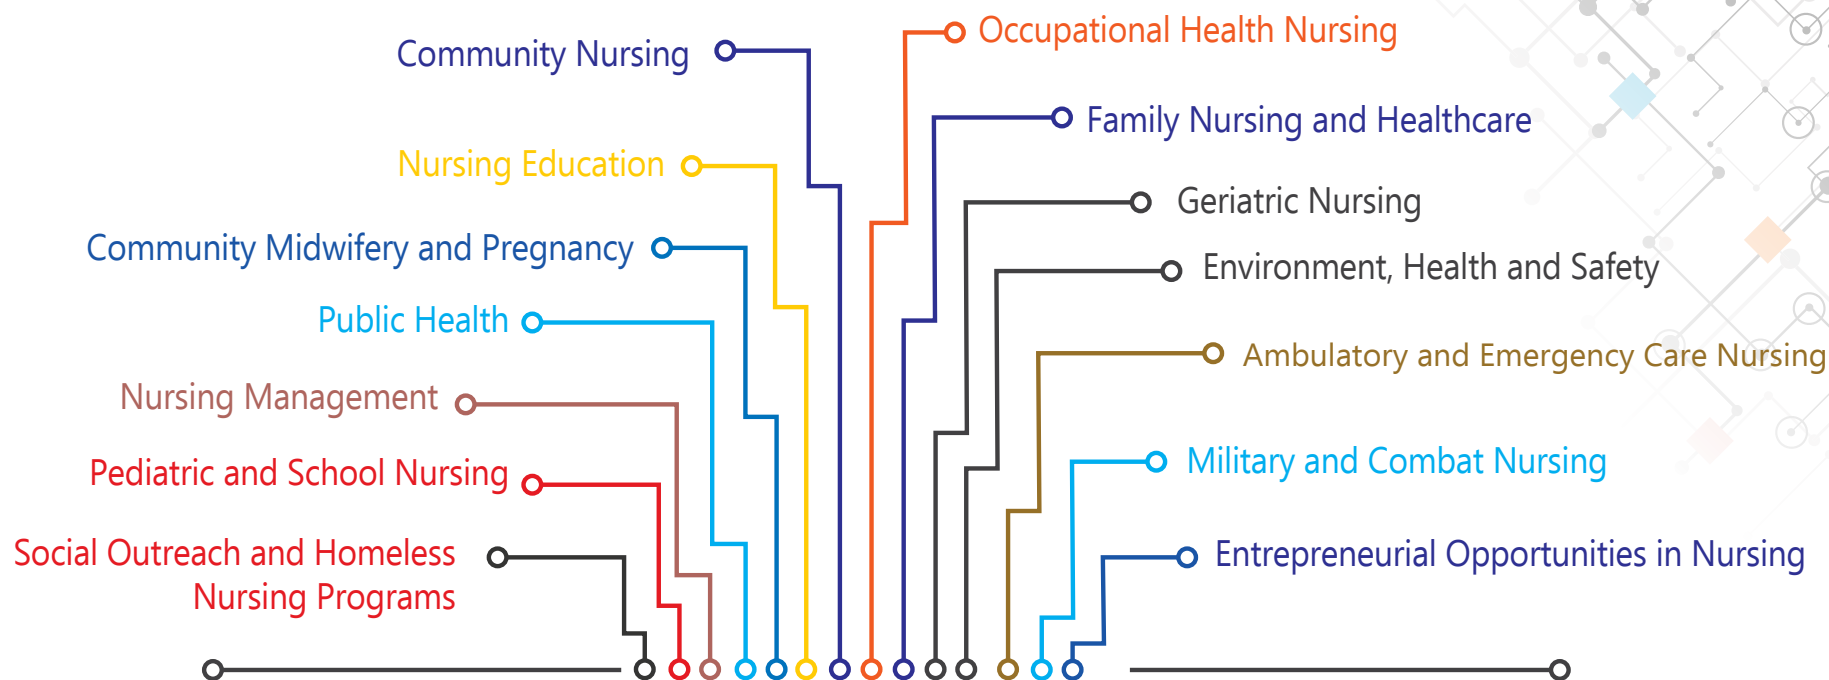 Community Nursing
Nursing Education
Community Midwifery and Pregnancy
Public Health
Nursing Management
Pediatric and School Nursing
Social Outreach and Homeless
Nursing Programs
Occupational Health Nursing
Family Nursing and Healthcare
Geriatric Nursing
Environment, Health and Safety
Ambulatory and Emergency Care Nursing
Military and Combat Nursing
Entrepreneurial Opportunities in Nursing